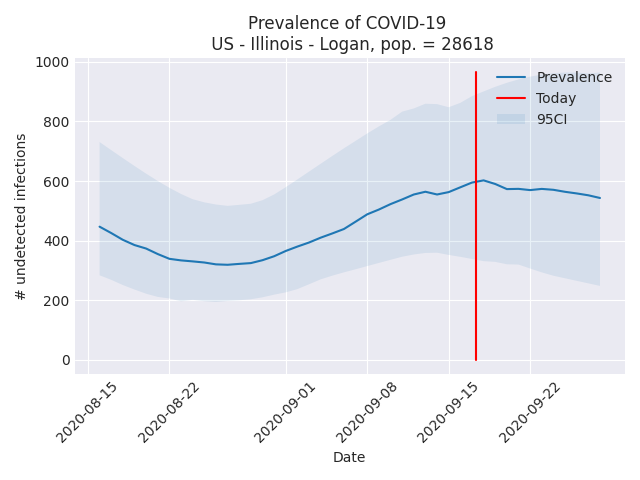 Prevalence of COVID-19
US - Illinois - Logan, pop. = 28618
1000
800
600
400
200
0
# undetected infections
Prevalence
Today
95CI
2020-08-15
2020-08-22
2020-09-01
2020-09-08
2020-09-15
2020-09-22
Date